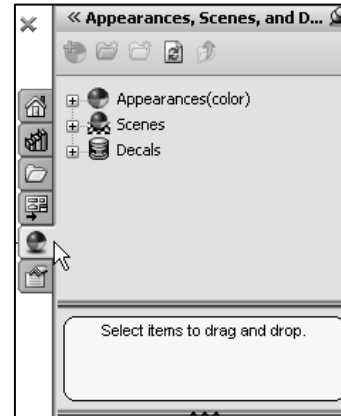 « Appearances, Scenes, and D...
Appearances(color)
Scenes
Decals
Select items to drag and drop.